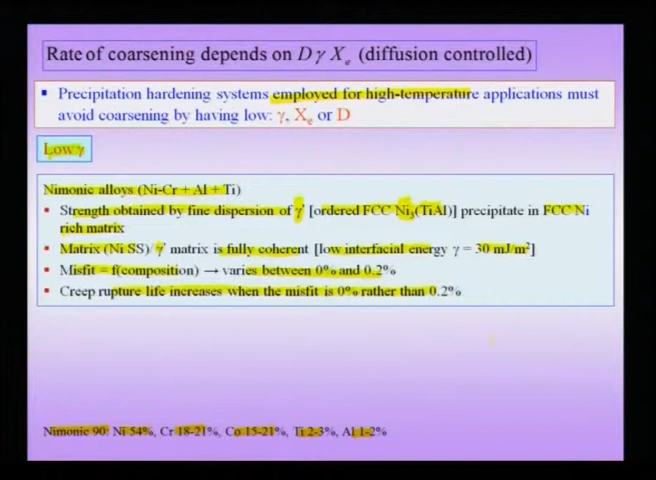 Rate of coarsening depends on D γ Xe (diffusion controlled)
▪ Precipitation hardening systems employed for high-temperature applications must
avoid coarsening by having low: γ, Xe or D
Low γ
Nimonic alloys (Ni-Cr + Al + Ti)
▪ Strength obtained by fine dispersion of γ' [ordered FCC Ni3(TiAl)] precipitate in FCC Ni
rich matrix
▪ Matrix (Ni SS)/ γ' matrix is fully coherent [low interfacial energy γ = 30 mJ/m²]
▪ Misfit = f(composition) → varies between 0% and 0.2%
▪ Creep rupture life increases when the misfit is 0% rather than 0.2%
Nimonic 90: Ni 54%, Cr 18-21%, Co 15-21%, Ti 2-3%, Al 1-2%